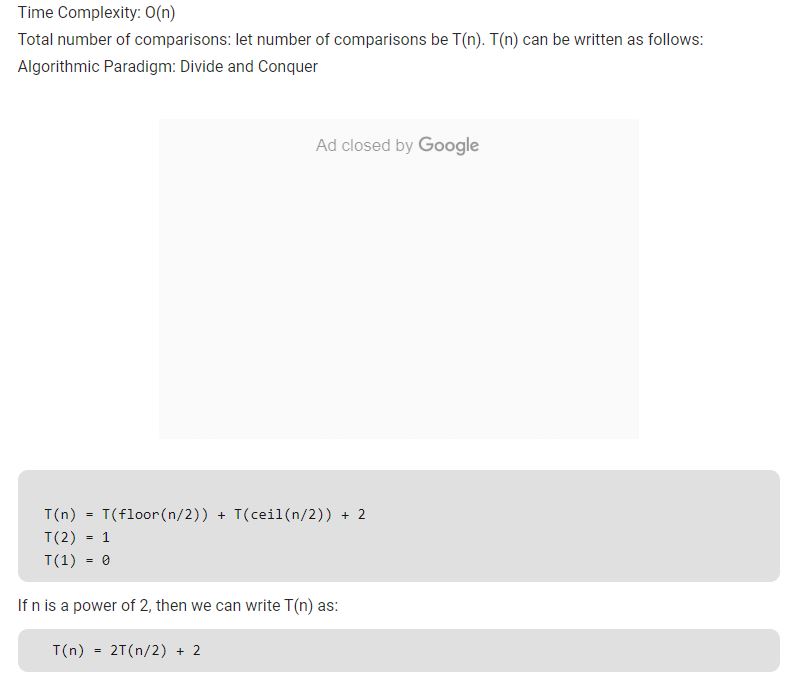 Time Complexity: O(n)
Total number of comparisons: let number of comparisons be T(n). T(n) can be written as follows:
Algorithmic Paradigm: Divide and Conquer
Ad closed by Google
T(n) = T(floor(n/2)) + T(ceil(n/2)) + 2
T(2) = 1
T(1) = 0
If n is a power of 2, then we can write T(n) as:
T(n) = 2T(n/2) + 2